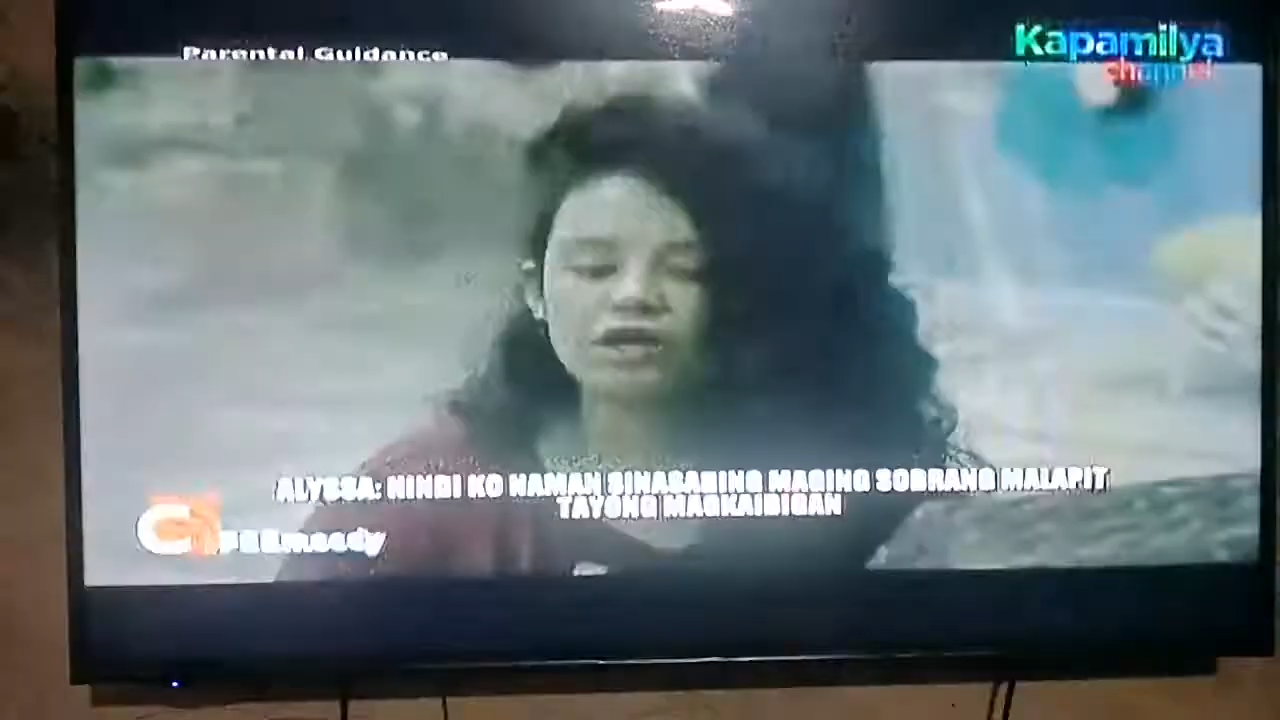 Parental Guidance
Kapamilya
channel
ALYSSA: HINDI KO NAMAN SINASABING MAGING SOBRANG MALAPIT
TAYONG MAGKAIBIGAN